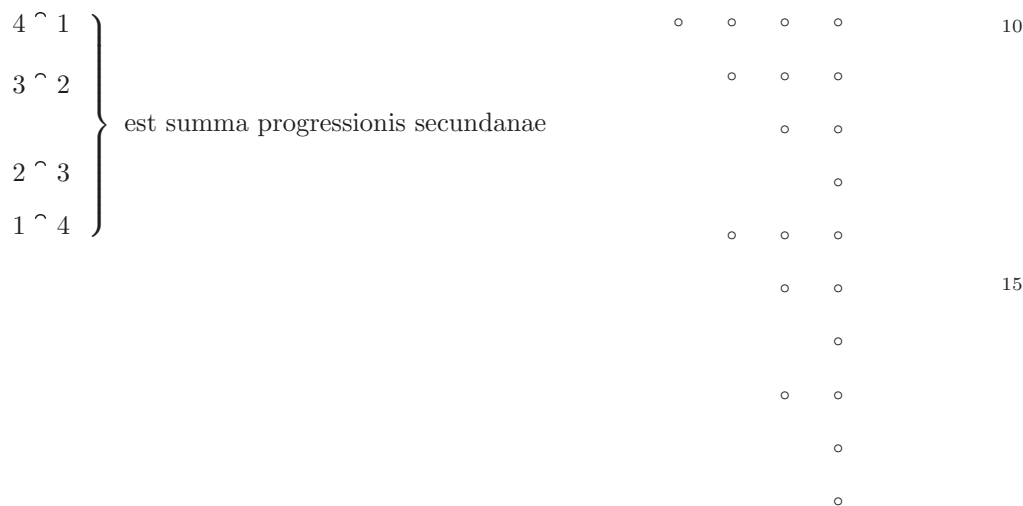 4 ⌢ 1 ∘ ∘ ∘ ∘ 10
3 ⌢ 2 ∘ ∘ ∘
est summa progressionis secundanae ∘ ∘
2 ⌢ 3 ∘
1 ⌢ 4 ∘ ∘ ∘
∘ ∘ 15
∘
∘ ∘
∘
∘